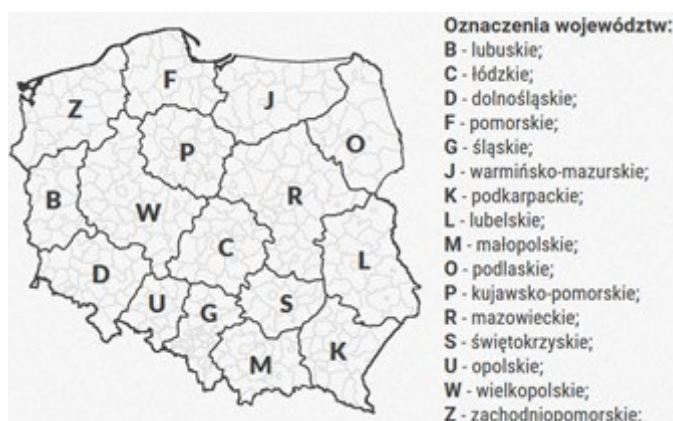 F
Z
J
O
P
B
W
R
C
L
D
U
G
S
M
K
Oznaczenia województw:
B - lubuskie;
C - łódzkie;
D - dolnośląskie;
F - pomorskie;
G - śląskie;
J - warmińsko-mazurskie;
K - podkarpackie;
L - lubelskie;
M - małopolskie;
O - podlaskie;
P - kujawsko-pomorskie;
R - mazowieckie;
S - świętokrzyskie;
U - opolskie;
W - wielkopolskie;
Z - zachodniopomorskie;